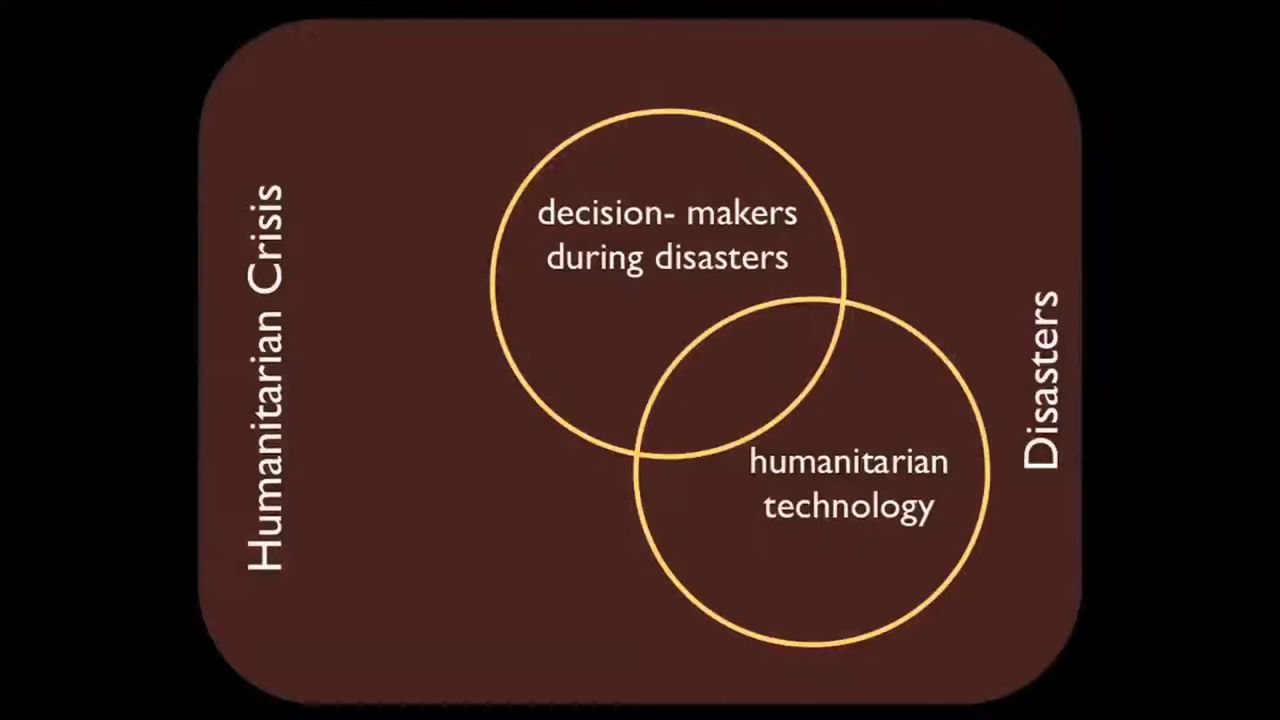 Humanitarian Crisis
decision- makers
during disasters
humanitarian
technology
Disasters